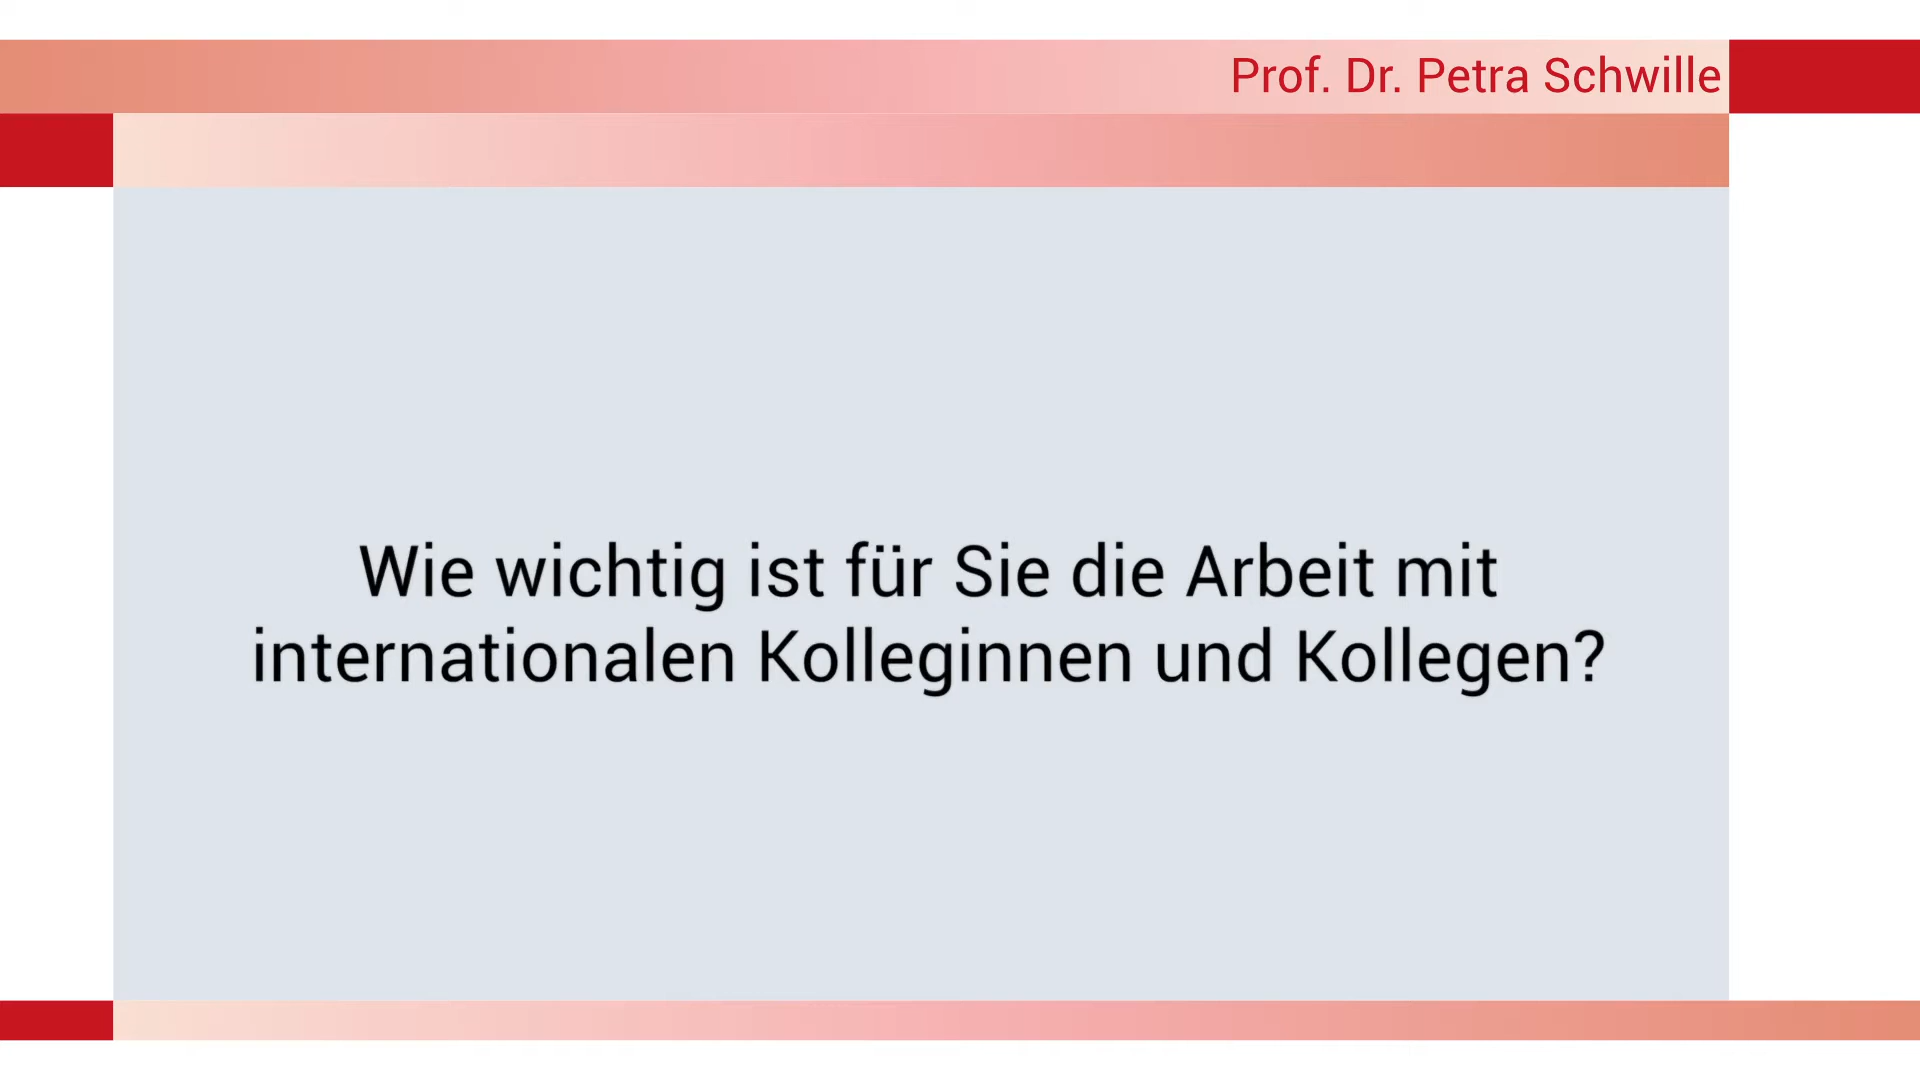 Prof. Dr. Petra Schwille
Wie wichtig ist für Sie die Arbeit mit
internationalen Kolleginnen und Kollegen?